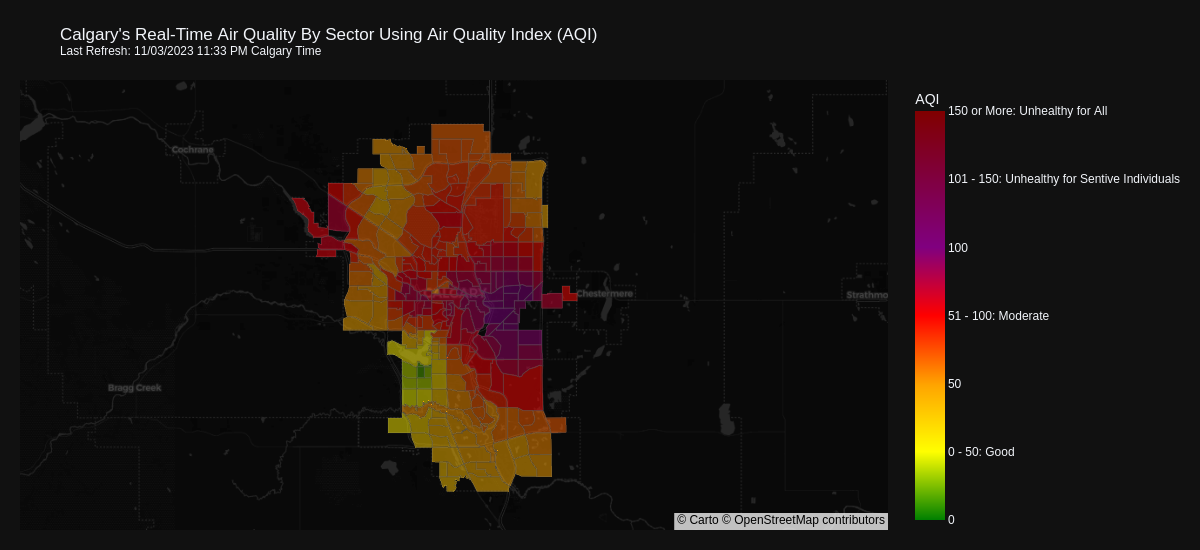 Calgary's Real-Time Air Quality By Sector Using Air Quality Index (AQI)
Last Refresh: 11/03/2023 11:33 PM Calgary Time
AQI
150 or More: Unhealthy for All
Cochrane
101 - 150: Unhealthy for Sentive Individuals
100
CALGARY
Chestermere
Strathmo
51 - 100: Moderate
50
Bragg Creek
0 - 50: Good
© Carto © OpenStreetMap contributors
0